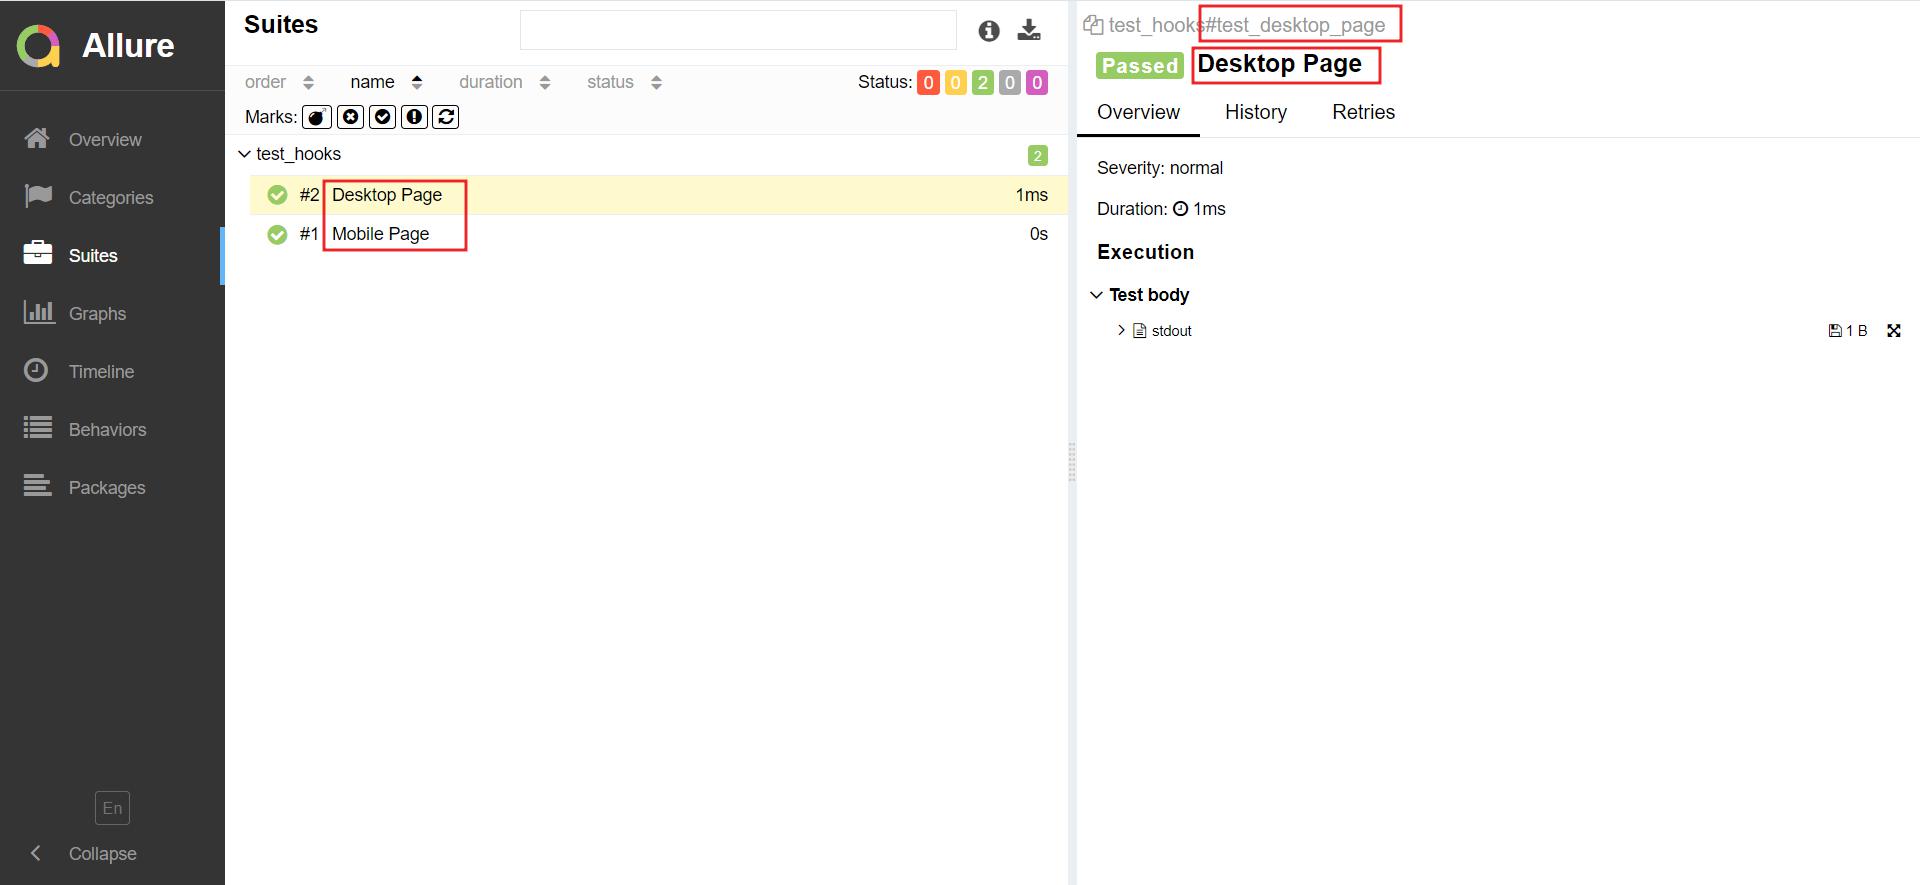 Allure
Overview
Categories
Suites
Graphs
Timeline
Behaviors
Packages
En
Collapse
Suites
order name duration status Status: 0 0 2 0 0
Marks:
test_hooks 2
#2 Desktop Page 1ms
#1 Mobile Page 0s
test_hooks#test_desktop_page
Passed Desktop Page
Overview History Retries
Severity: normal
Duration: 1ms
Execution
Test body
stdout 1 B